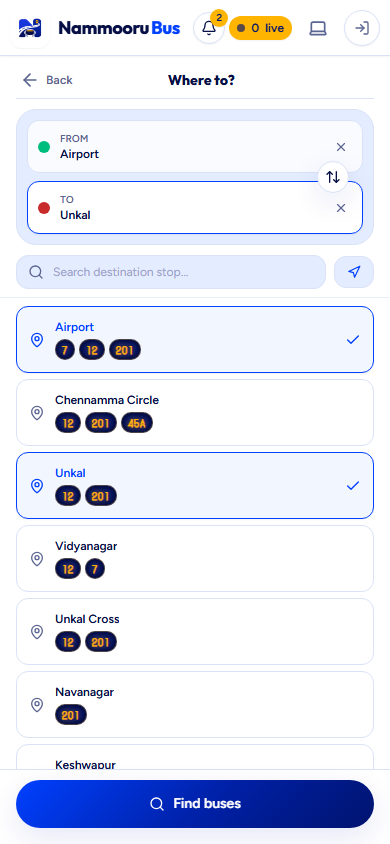 Nammooru Bus
2
0 live
Back
Where to?
FROM
Airport
TO
Unkal
Search destination stop...
Airport
7 12 201
Chennamma Circle
12 201 45A
Unkal
12 201
Vidyanagar
12 7
Unkal Cross
12 201
Navanagar
201
Keshwapur
Find buses